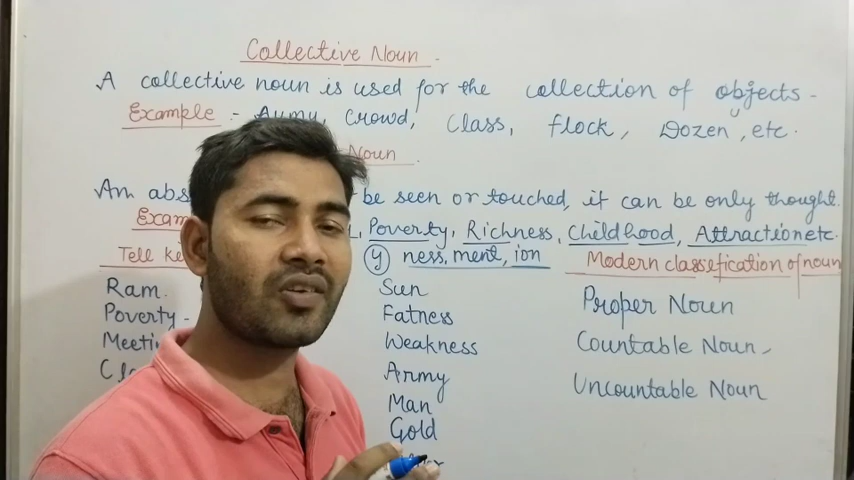 Collective Noun -
A collective noun is used for the collection of objects -
Example - Army, Crowd, Class, flock, Dozen, etc.
Noun
An abs be seen or touched, it can be only thought.
Exam Poverty, Richness, Childhood, Attraction etc.
Tell (y) ness, ment, ion Modern classefication of noun
Ram. Sun Proper Noun
Poverty - Fatness Countable Noun -
Meetin Weakness Uncountable Noun
Army
Man
Gold